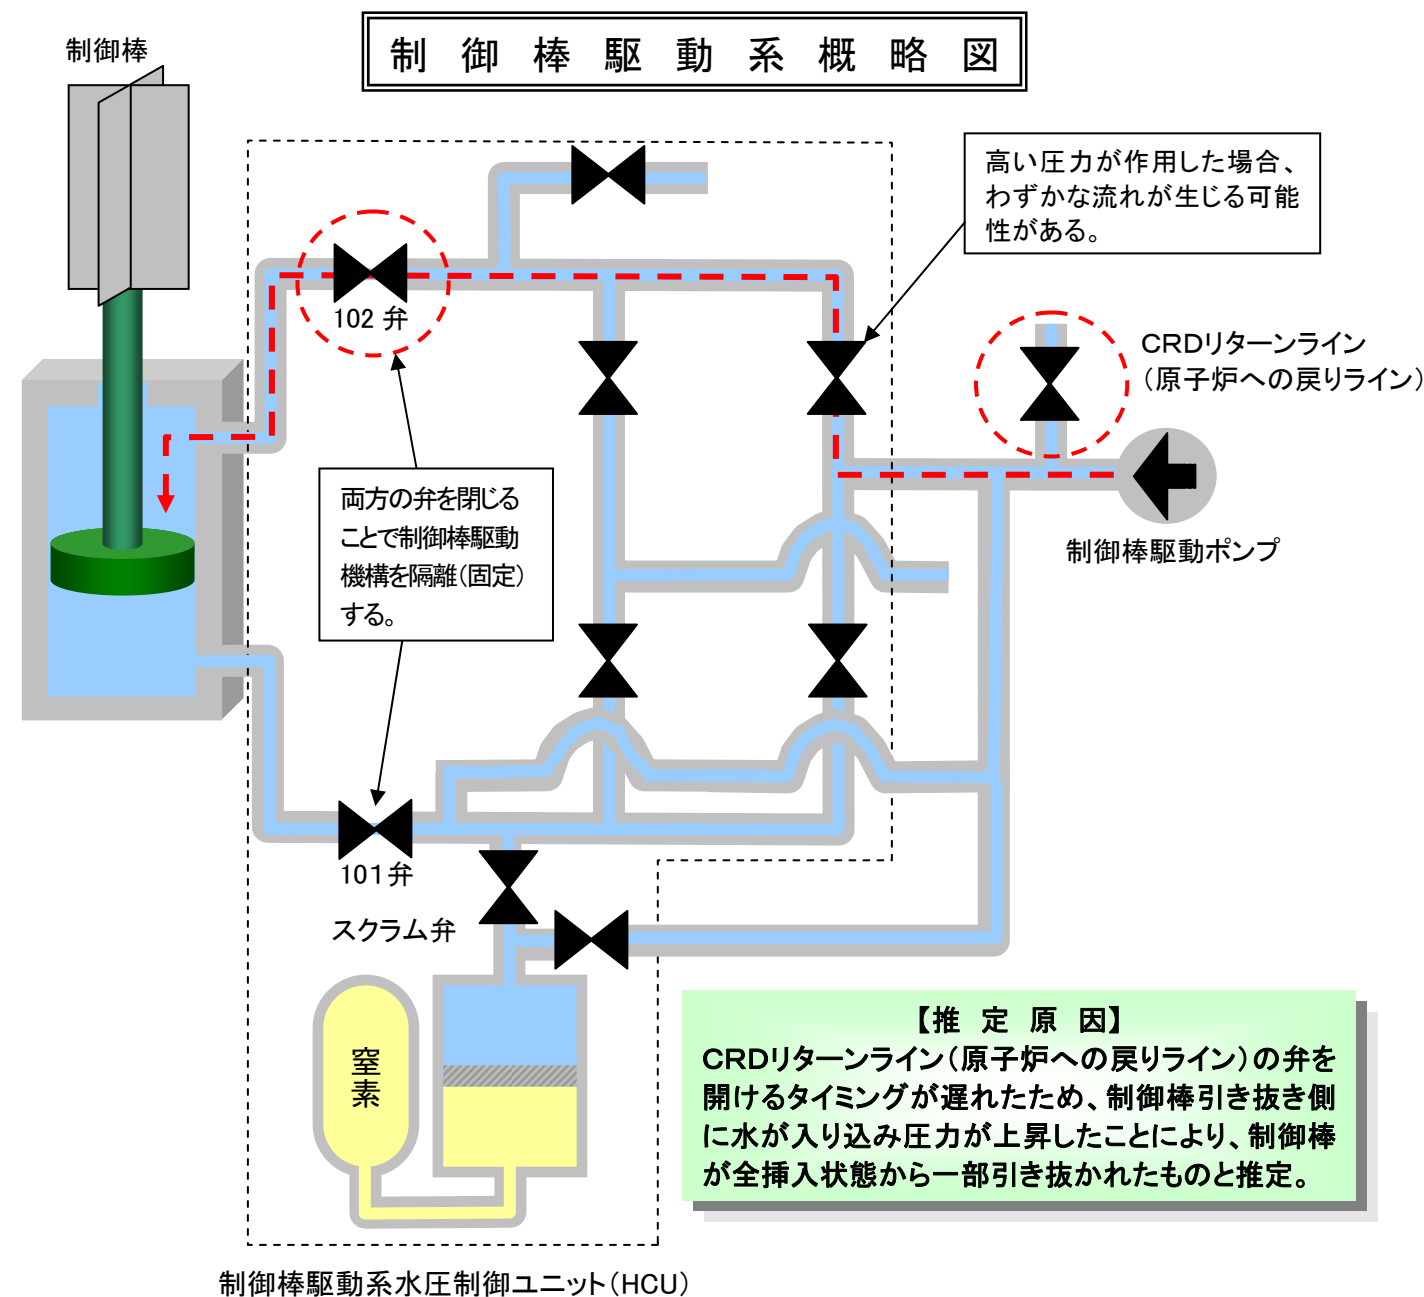 制御棒駆動系概略図
制御棒
高い圧力が作用した場合、
わずかな流れが生じる可能
性がある。
102 弁
CRDリターンライン
（原子炉への戻りライン）
両方の弁を閉じる
ことで制御棒駆動
機構を隔離（固定）
する。
制御棒駆動ポンプ
101弁
スクラム弁
窒素
【推 定 原 因】
CRDリターンライン（原子炉への戻りライン）の弁を
開けるタイミングが遅れたため、制御棒引き抜き側
に水が入り込み圧力が上昇したことにより、制御棒
が全挿入状態から一部引き抜かれたものと推定。
制御棒駆動系水圧制御ユニット（HCU）